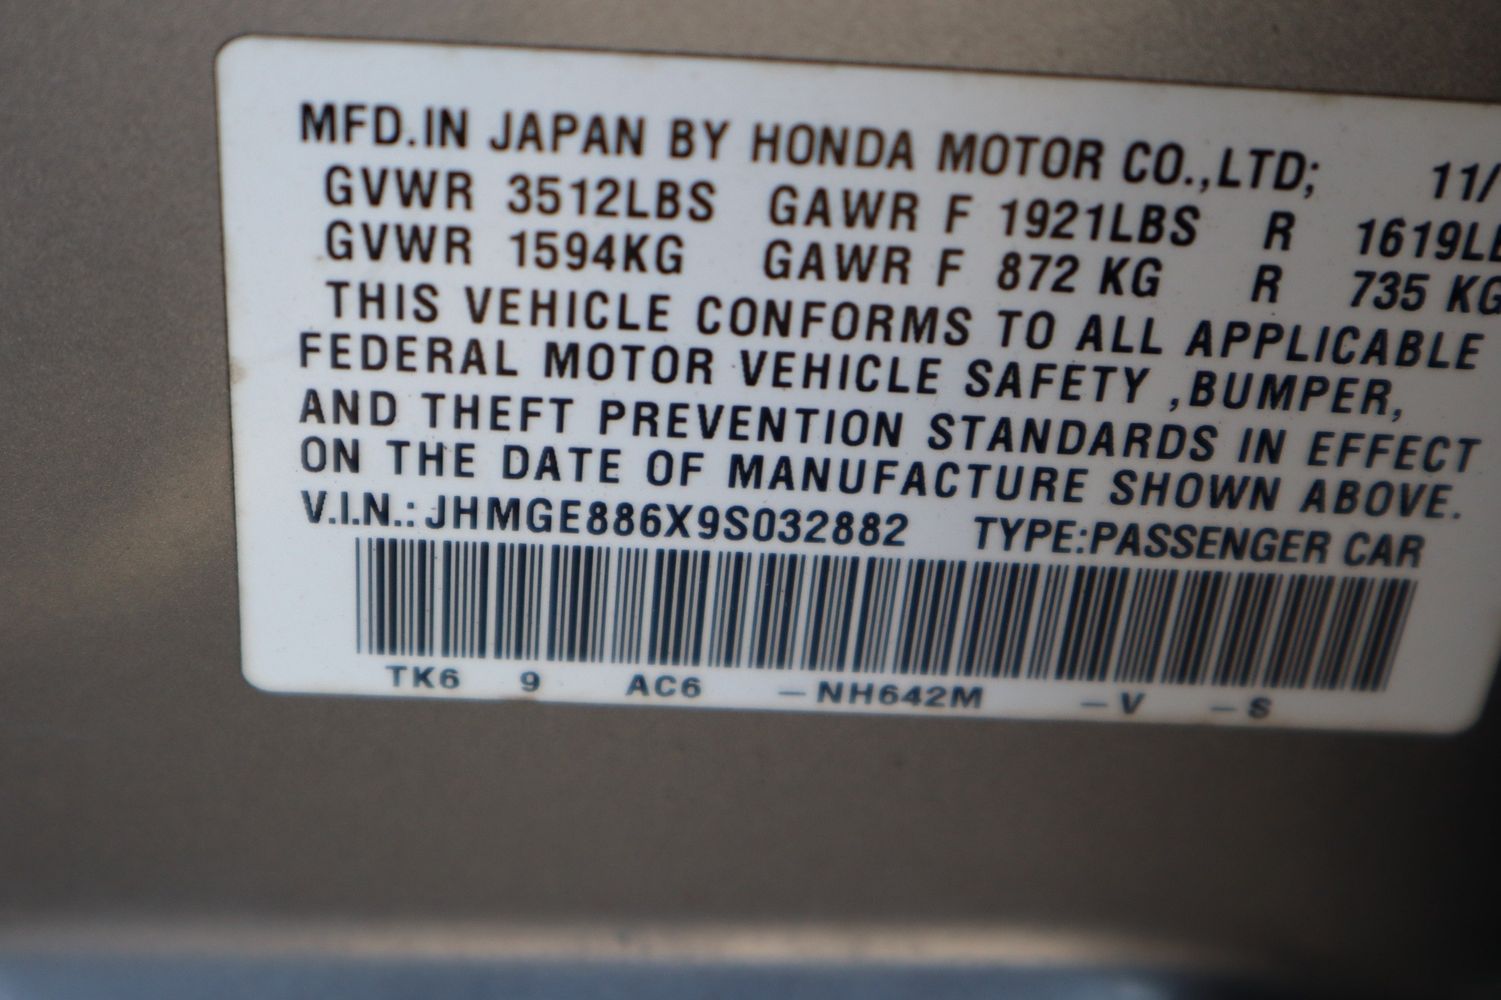 MFD.IN JAPAN BY HONDA MOTOR CO.,LTD; 11/
GVWR 3512LBS GAWR F 1921LBS R 1619LB
GVWR 1594KG GAWR F 872 KG R 735 KG
THIS VEHICLE CONFORMS TO ALL APPLICABLE
FEDERAL MOTOR VEHICLE SAFETY ,BUMPER,
AND THEFT PREVENTION STANDARDS IN EFFECT
ON THE DATE OF MANUFACTURE SHOWN ABOVE.
V.I.N.: JHMGE886X9S032882 TYPE:PASSENGER CAR
TK6 9 AC6 –NH642M –V –S